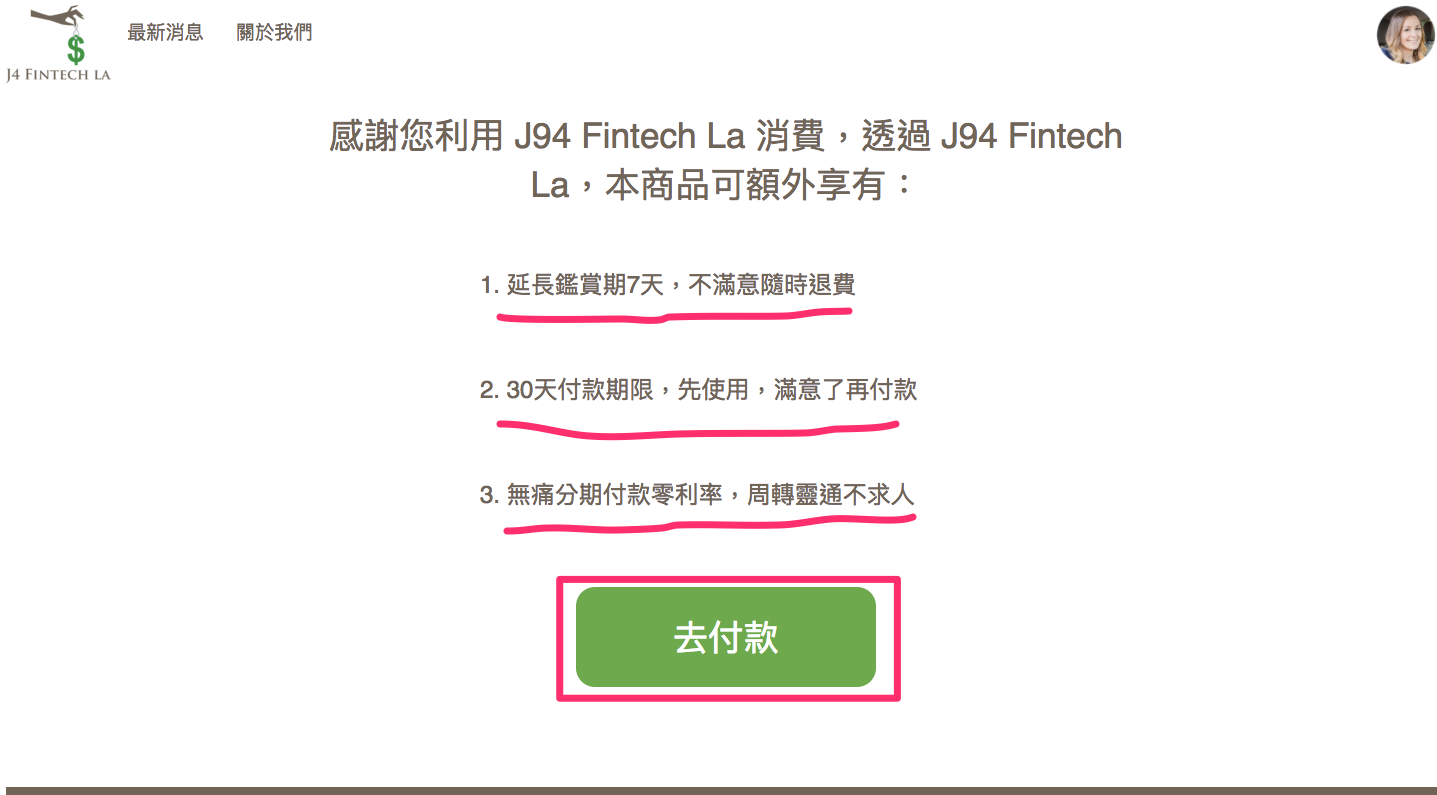 J4 FINTECH LA
最新消息
關於我們
感謝您利用 J94 Fintech La 消費，透過 J94 Fintech
La，本商品可額外享有：
1. 延長鑑賞期7天，不滿意隨時退費
2. 30天付款期限，先使用，滿意了再付款
3. 無痛分期付款零利率，周轉靈通不求人
去付款